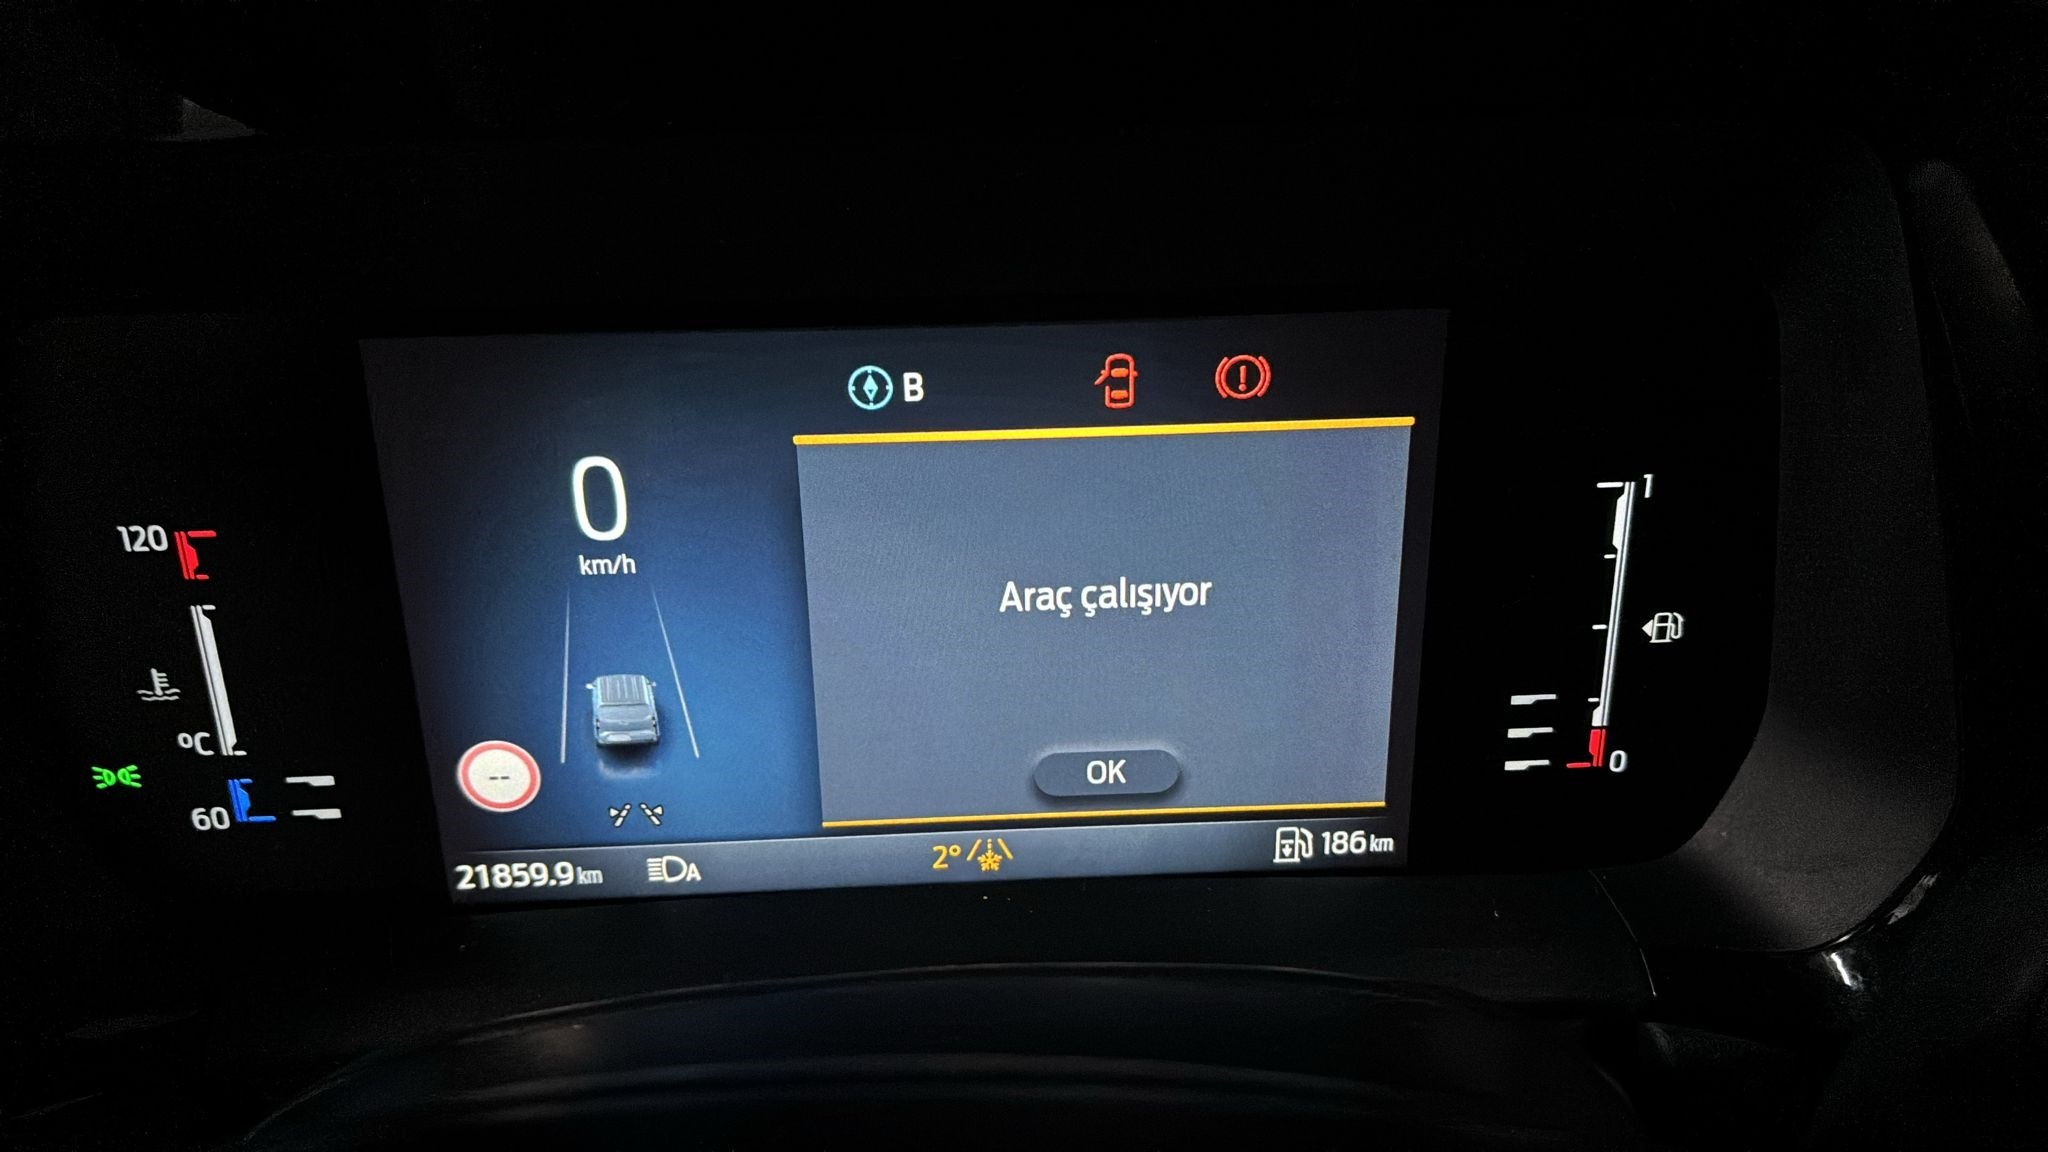 B
0
km/h
120
1
Araç çalışıyor
°C
--
OK
0
60
21859.9 km
A
2°
186 km